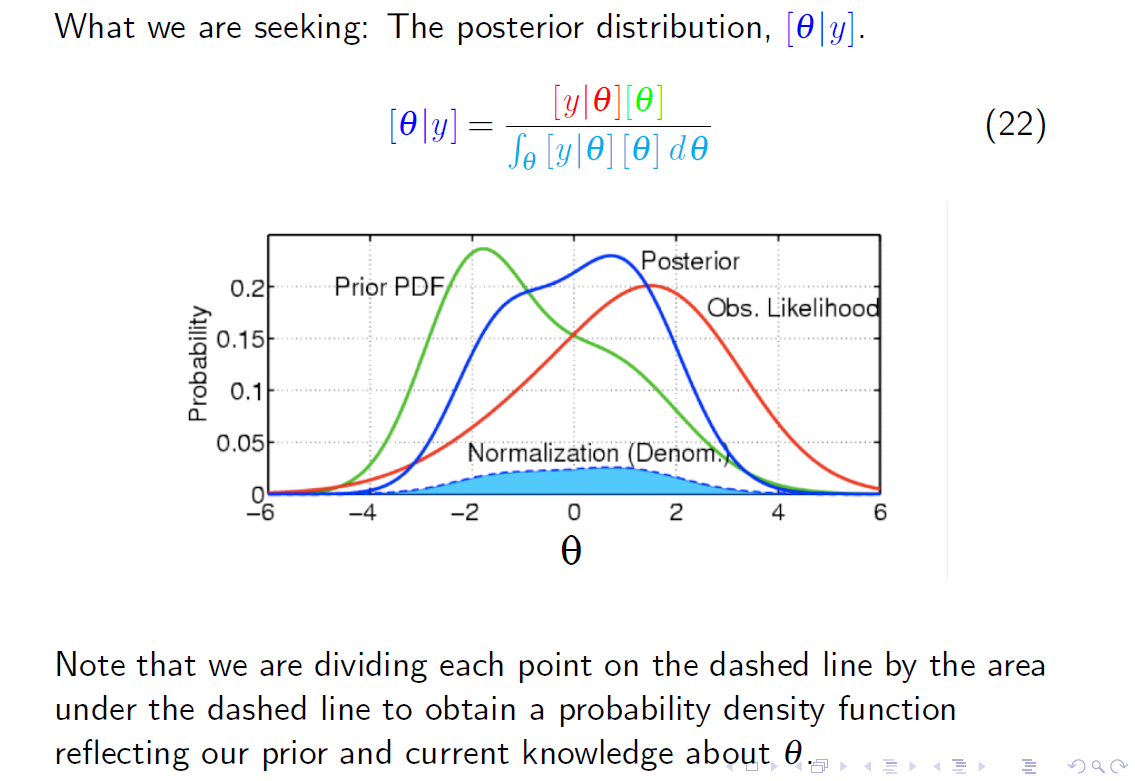 What we are seeking: The posterior distribution, [θ|y].
[θ|y] = [y|θ][θ] / ∫θ [y|θ][θ] dθ (22)
Prior PDF
Posterior
Obs. Likelihood
Normalization (Denom.)
Probability
0.2
0.15
0.1
0.05
0
−6 −4 −2 0 2 4 6
θ
Note that we are dividing each point on the dashed line by the area
under the dashed line to obtain a probability density function
reflecting our prior and current knowledge about θ.